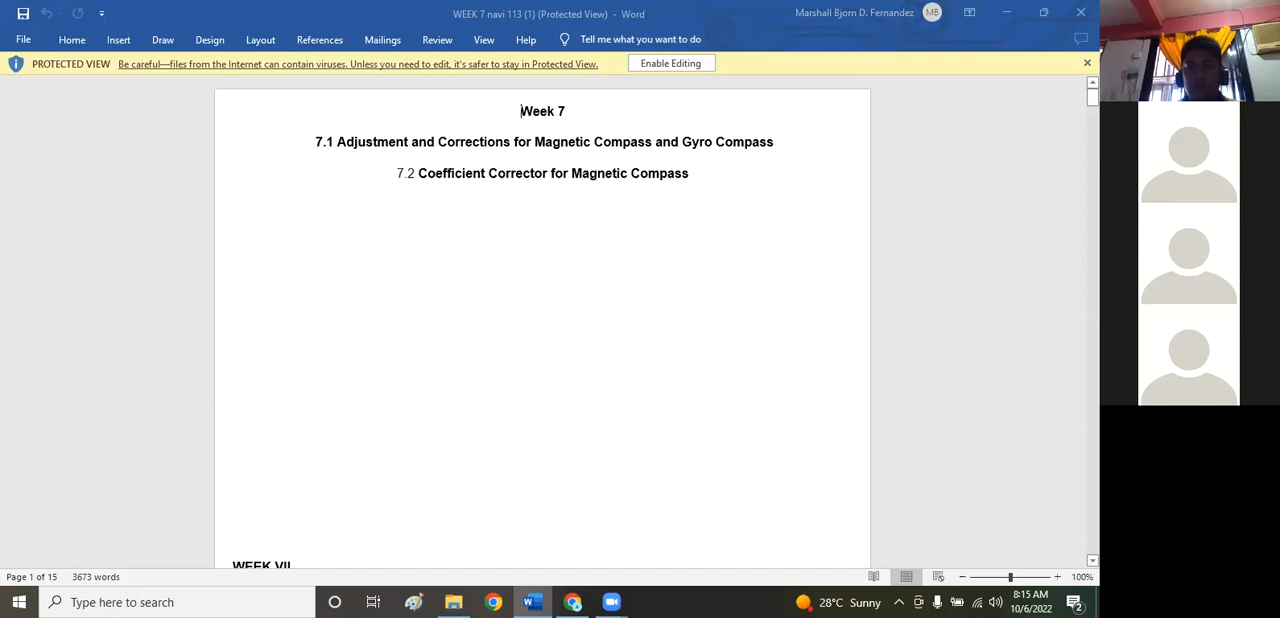 WEEK 7 navi 113 (1) (Protected View) - Word
Marshall Bjorn D. Fernandez
MB
File Home Insert Draw Design Layout References Mailings Review View Help Tell me what you want to do
PROTECTED VIEW Be careful—files from the Internet can contain viruses. Unless you need to edit, it's safer to stay in Protected View. Enable Editing
Week 7
7.1 Adjustment and Corrections for Magnetic Compass and Gyro Compass
7.2 Coefficient Corrector for Magnetic Compass
WEEK VII
Page 1 of 15 3673 words 100%
Type here to search
28°C Sunny
8:15 AM
10/6/2022
2